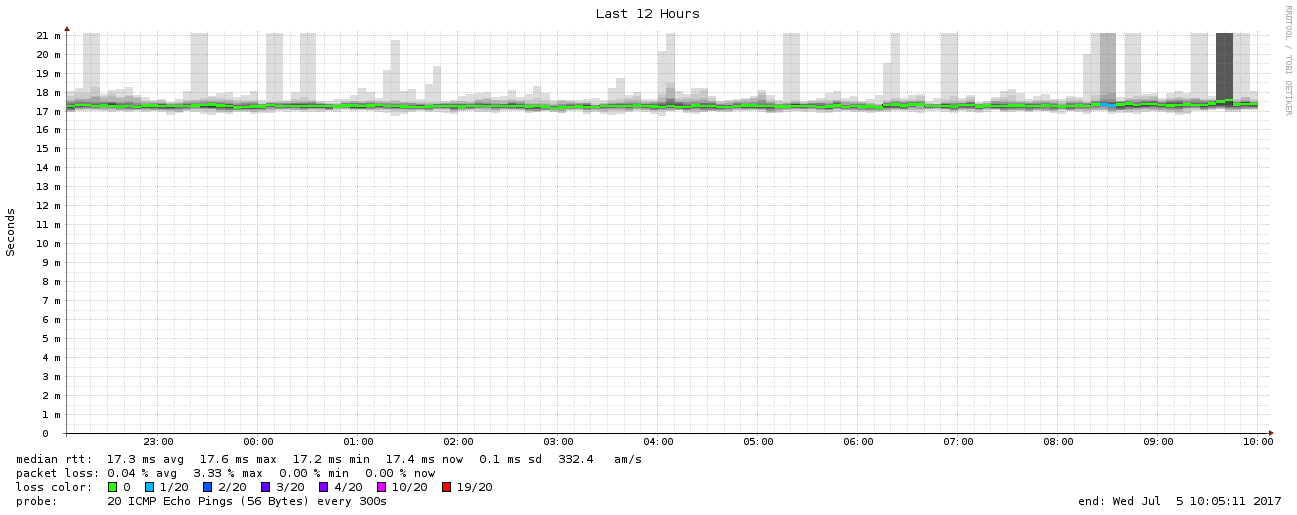 Last 12 Hours
RRDTOOL / TOBI OETIKER
Seconds
21 m
20 m
19 m
18 m
17 m
16 m
15 m
14 m
13 m
12 m
11 m
10 m
9 m
8 m
7 m
6 m
5 m
4 m
3 m
2 m
1 m
0
23:00 00:00 01:00 02:00 03:00 04:00 05:00 06:00 07:00 08:00 09:00 10:00
median rtt: 17.3 ms avg 17.6 ms max 17.2 ms min 17.4 ms now 0.1 ms sd 332.4 am/s
packet loss: 0.04 % avg 3.33 % max 0.00 % min 0.00 % now
loss color: 0 1/20 2/20 3/20 4/20 10/20 19/20
probe: 20 ICMP Echo Pings (56 Bytes) every 300s end: Wed Jul 5 10:05:11 2017